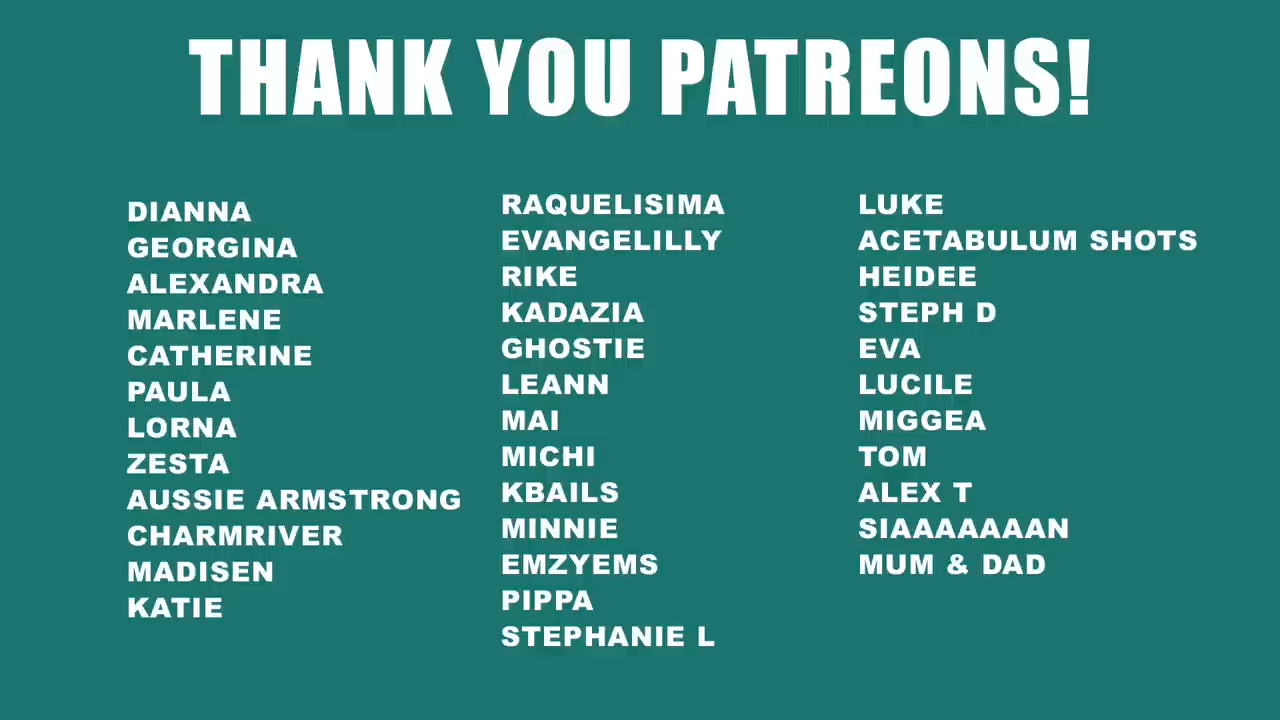 THANK YOU PATREONS!
DIANNA
GEORGINA
ALEXANDRA
MARLENE
CATHERINE
PAULA
LORNA
ZESTA
AUSSIE ARMSTRONG
CHARMRIVER
MADISEN
KATIE
RAQUELISIMA
EVANGELILLY
RIKE
KADAZIA
GHOSTIE
LEANN
MAI
MICHI
KBAILS
MINNIE
EMZYEMS
PIPPA
STEPHANIE L
LUKE
ACETABULUM SHOTS
HEIDEE
STEPH D
EVA
LUCILE
MIGGEA
TOM
ALEX T
SIAAAAAAAN
MUM & DAD